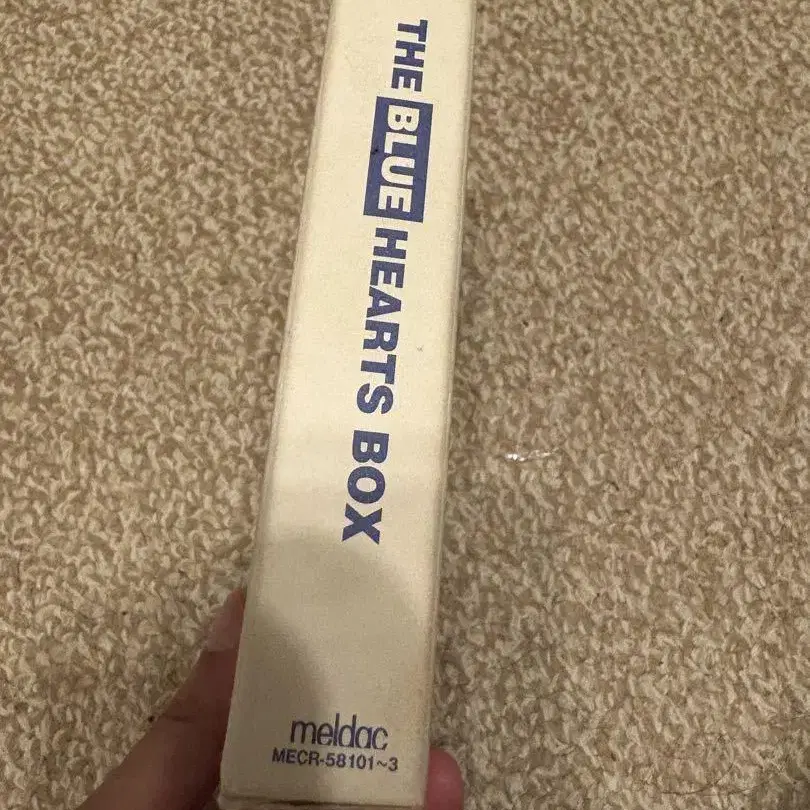 THE BLUE HEARTS BOX
meldac
MECR-58101~3